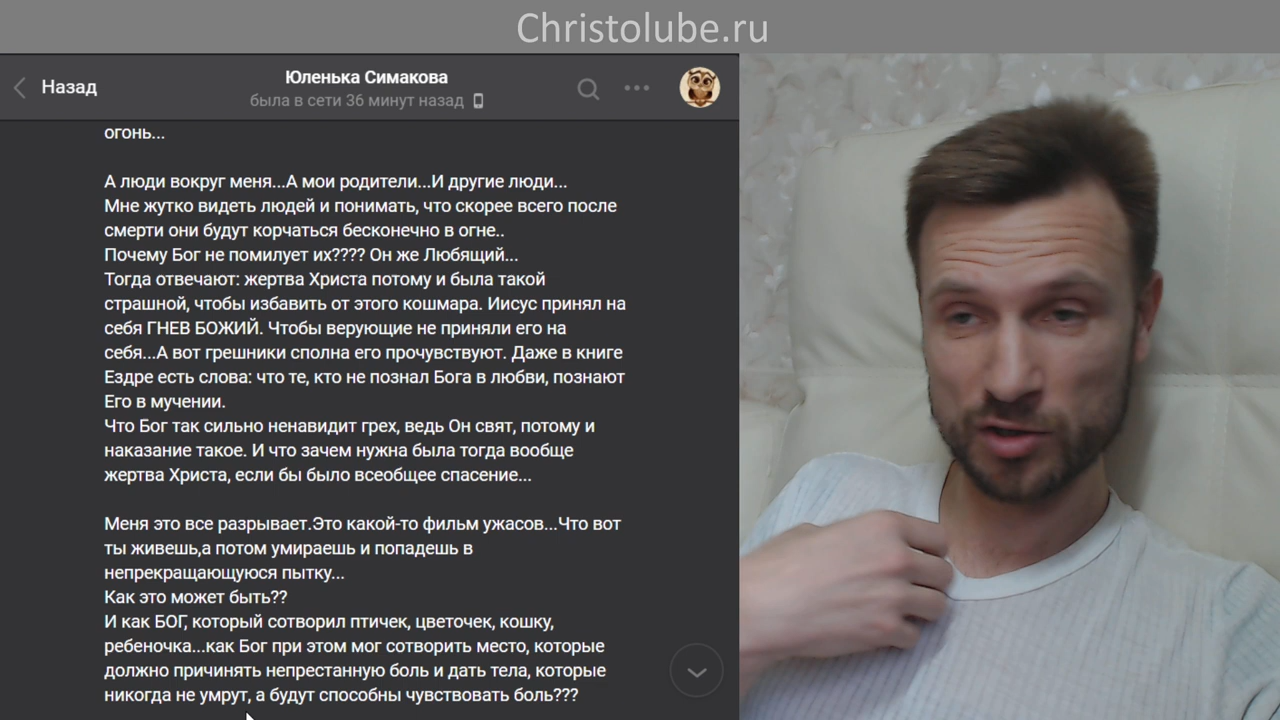 Christolube.ru
Назад
Юленька Симакова
была в сети 36 минут назад
огонь...
А люди вокруг меня...А мои родители...И другие люди...
Мне жутко видеть людей и понимать, что скорее всего после
смерти они будут корчаться бесконечно в огне..
Почему Бог не помилует их???? Он же Любящий...
Тогда отвечают: жертва Христа потому и была такой
страшной, чтобы избавить от этого кошмара. Иисус принял на
себя ГНЕВ БОЖИЙ. Чтобы верующие не приняли его на
себя...А вот грешники сполна его прочувствуют. Даже в книге
Ездре есть слова: что те, кто не познал Бога в любви, познают
Его в мучении.
Что Бог так сильно ненавидит грех, ведь Он свят, потому и
наказание такое. И что зачем нужна была тогда вообще
жертва Христа, если бы было всеобщее спасение...
Меня это все разрывает.Это какой-то фильм ужасов...Что вот
ты живешь,а потом умираешь и попадешь в
непрекращающуюся пытку...
Как это может быть??
И как БОГ, который сотворил птичек, цветочек, кошку,
ребеночка...как Бог при этом мог сотворить место, которые
должно причинять непрестанную боль и дать тела, которые
никогда не умрут, а будут способны чувствовать боль???